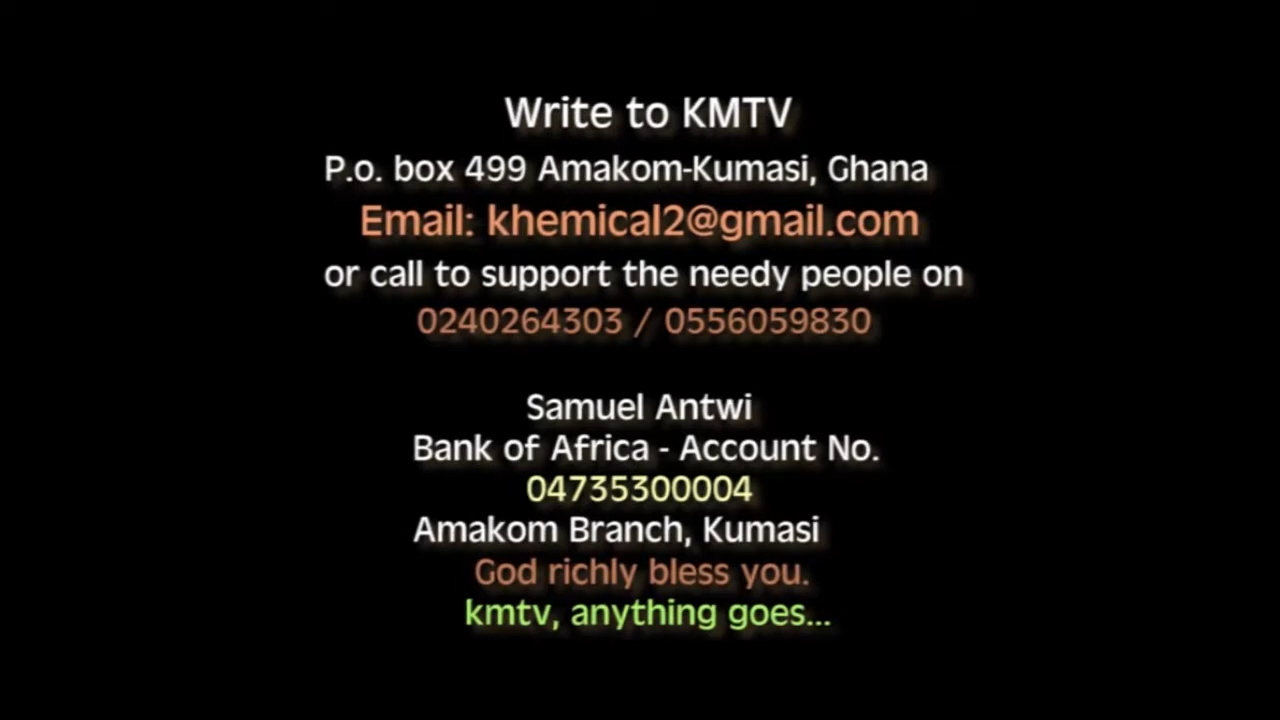 Write to KMTV
P.o. box 499 Amakom-Kumasi, Ghana
Email: khemical2@gmail.com
or call to support the needy people on
0240264303 / 0556059830
Samuel Antwi
Bank of Africa - Account No.
04735300004
Amakom Branch, Kumasi
God richly bless you.
kmtv, anything goes...